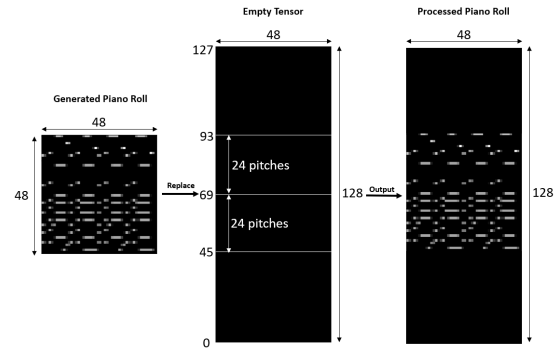 Empty Tensor
Processed Piano Roll
48
48
127
Generated Piano Roll
48
93
24 pitches
48
Replace
69
128
Output
128
24 pitches
45
0